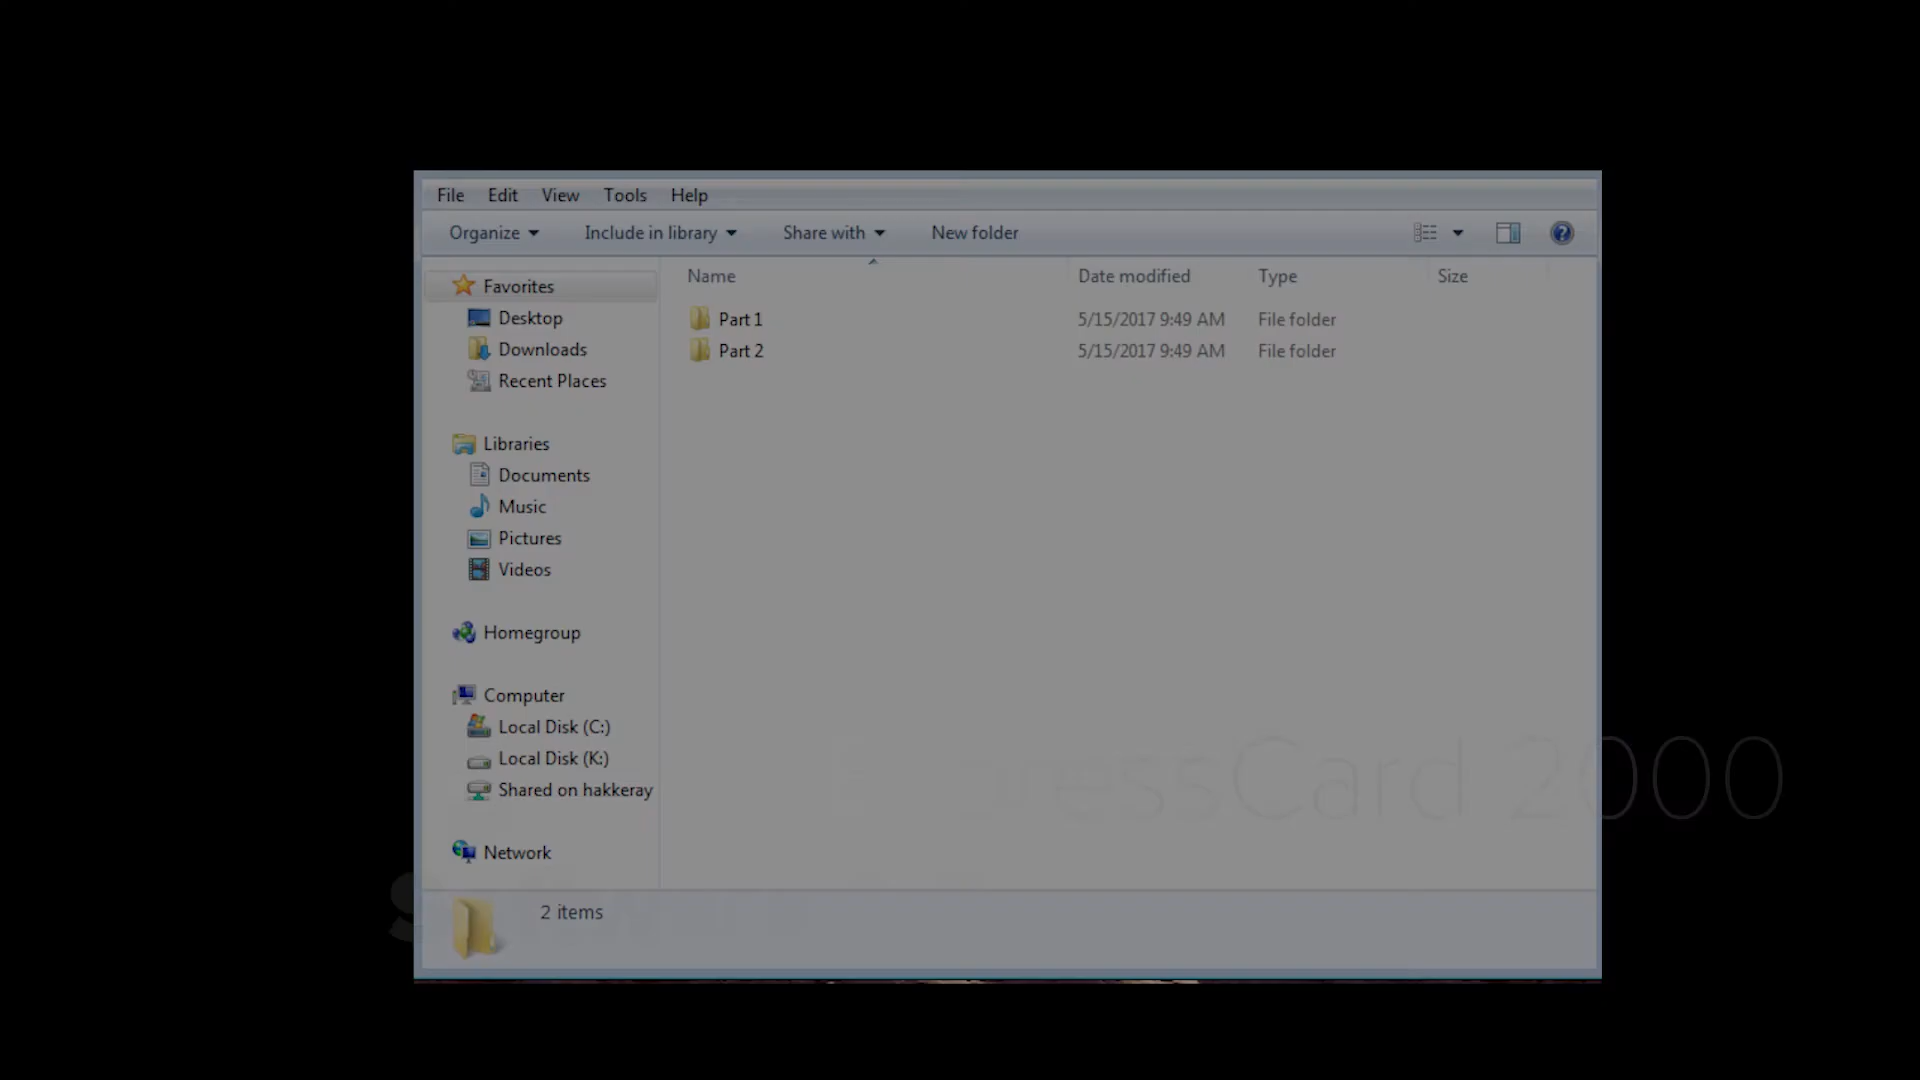 File Edit View Tools Help
Organize Include in library Share with New folder
Name Date modified Type Size
Favorites
Desktop
Downloads
Recent Places
Libraries
Documents
Music
Pictures
Videos
Homegroup
Computer
Local Disk (C:)
Local Disk (K:)
Shared on hakkeray
Network
Part 1 5/15/2017 9:49 AM File folder
Part 2 5/15/2017 9:49 AM File folder
2000
2 items